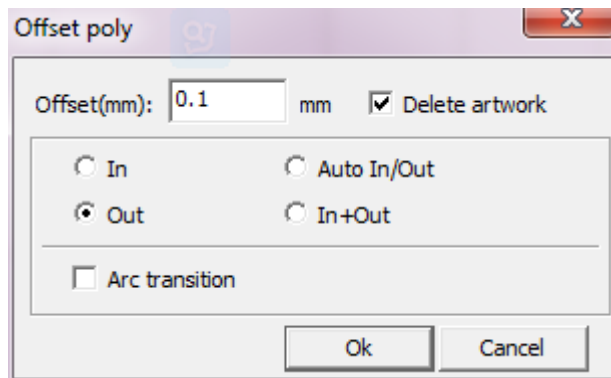 Offset poly
Offset(mm): 0.1 mm Delete artwork
In Auto In/Out
Out In+Out
Arc transition
Ok Cancel